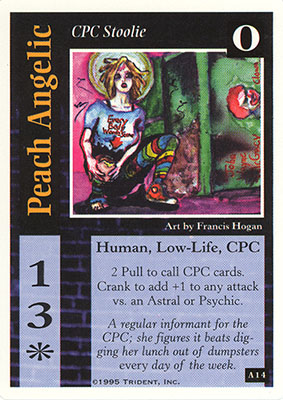 Peach Angelic
CPC Stoolie
0
Art by Francis Hogan
Human, Low-Life, CPC
1
3
*
2 Pull to call CPC cards.
Crank to add +1 to any attack
vs. an Astral or Psychic.
A regular informant for the
CPC; she figures it beats dig-
ging her lunch out of dumpsters
every day of the week.
©1995 TRIDENT, INC.
A14